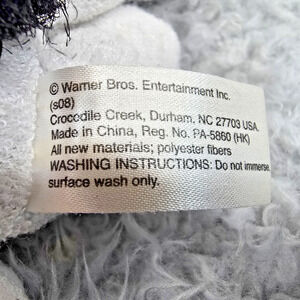 © Warner Bros. Entertainment Inc.
(s08)
Crocodile Creek, Durham. NC 27703 USA.
Made in China, Reg. No. PA-5860 (HK)
All new materials; polyester fibers
WASHING INSTRUCTIONS: Do not immerse,
surface wash only.